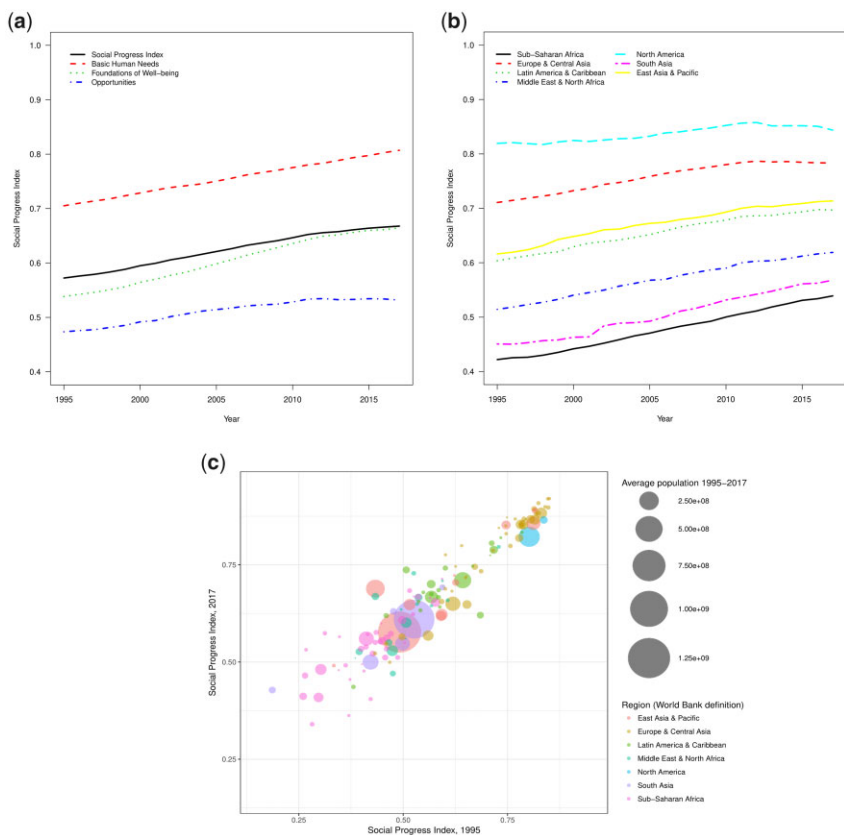 (a)
Social Progress Index
Basic Human Needs
Foundations of Well−being
Opportunities
1.0
0.9
0.8
0.7
0.6
0.5
0.4
Social Progress Index
1995
2000
2005
2010
2015
Year
(b)
Sub−Saharan Africa
Europe & Central Asia
Latin America & Caribbean
Middle East & North Africa
North America
South Asia
East Asia & Pacific
1.0
0.9
0.8
0.7
0.6
0.5
0.4
Social Progress Index
1995
2000
2005
2010
2015
Year
(c)
0.75
0.50
0.25
Social Progress Index, 2017
0.25
0.50
0.75
Social Progress Index, 1995
Average population 1995−2017
2.50e+08
5.00e+08
7.50e+08
1.00e+09
1.25e+09
Region (World Bank definition)
East Asia & Pacific
Europe & Central Asia
Latin America & Caribbean
Middle East & North Africa
North America
South Asia
Sub−Saharan Africa